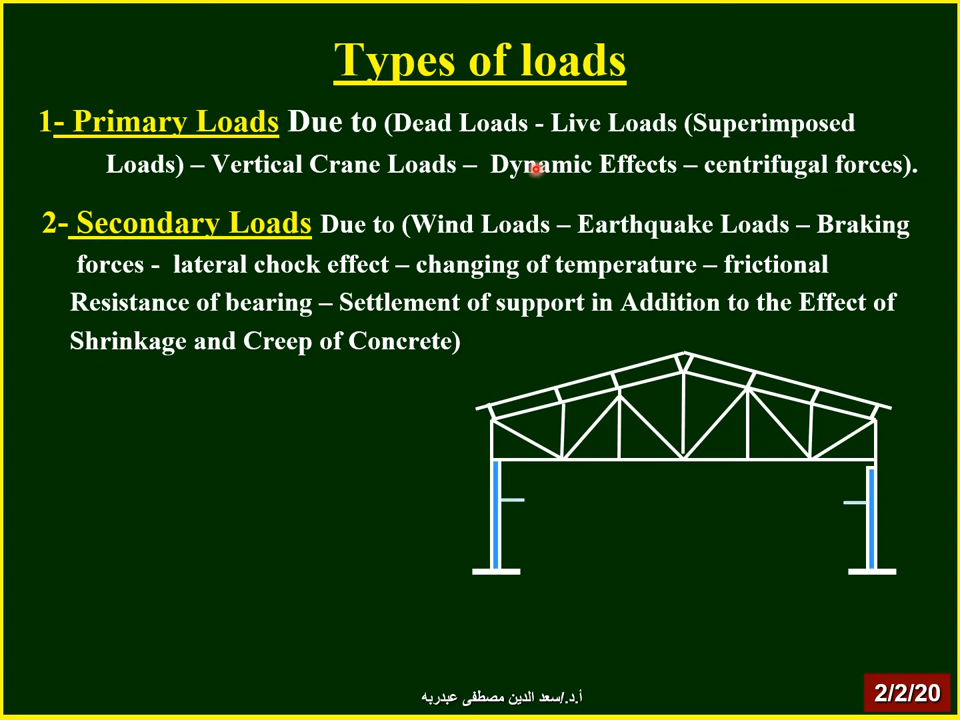 Types of loads
1- Primary Loads Due to (Dead Loads - Live Loads (Superimposed
Loads) – Vertical Crane Loads – Dynamic Effects – centrifugal forces).
2- Secondary Loads Due to (Wind Loads – Earthquake Loads – Braking
forces - lateral chock effect – changing of temperature – frictional
Resistance of bearing – Settlement of support in Addition to the Effect of
Shrinkage and Creep of Concrete)
أ.د./سعد الدين مصطفى عبدربه
2/2/20